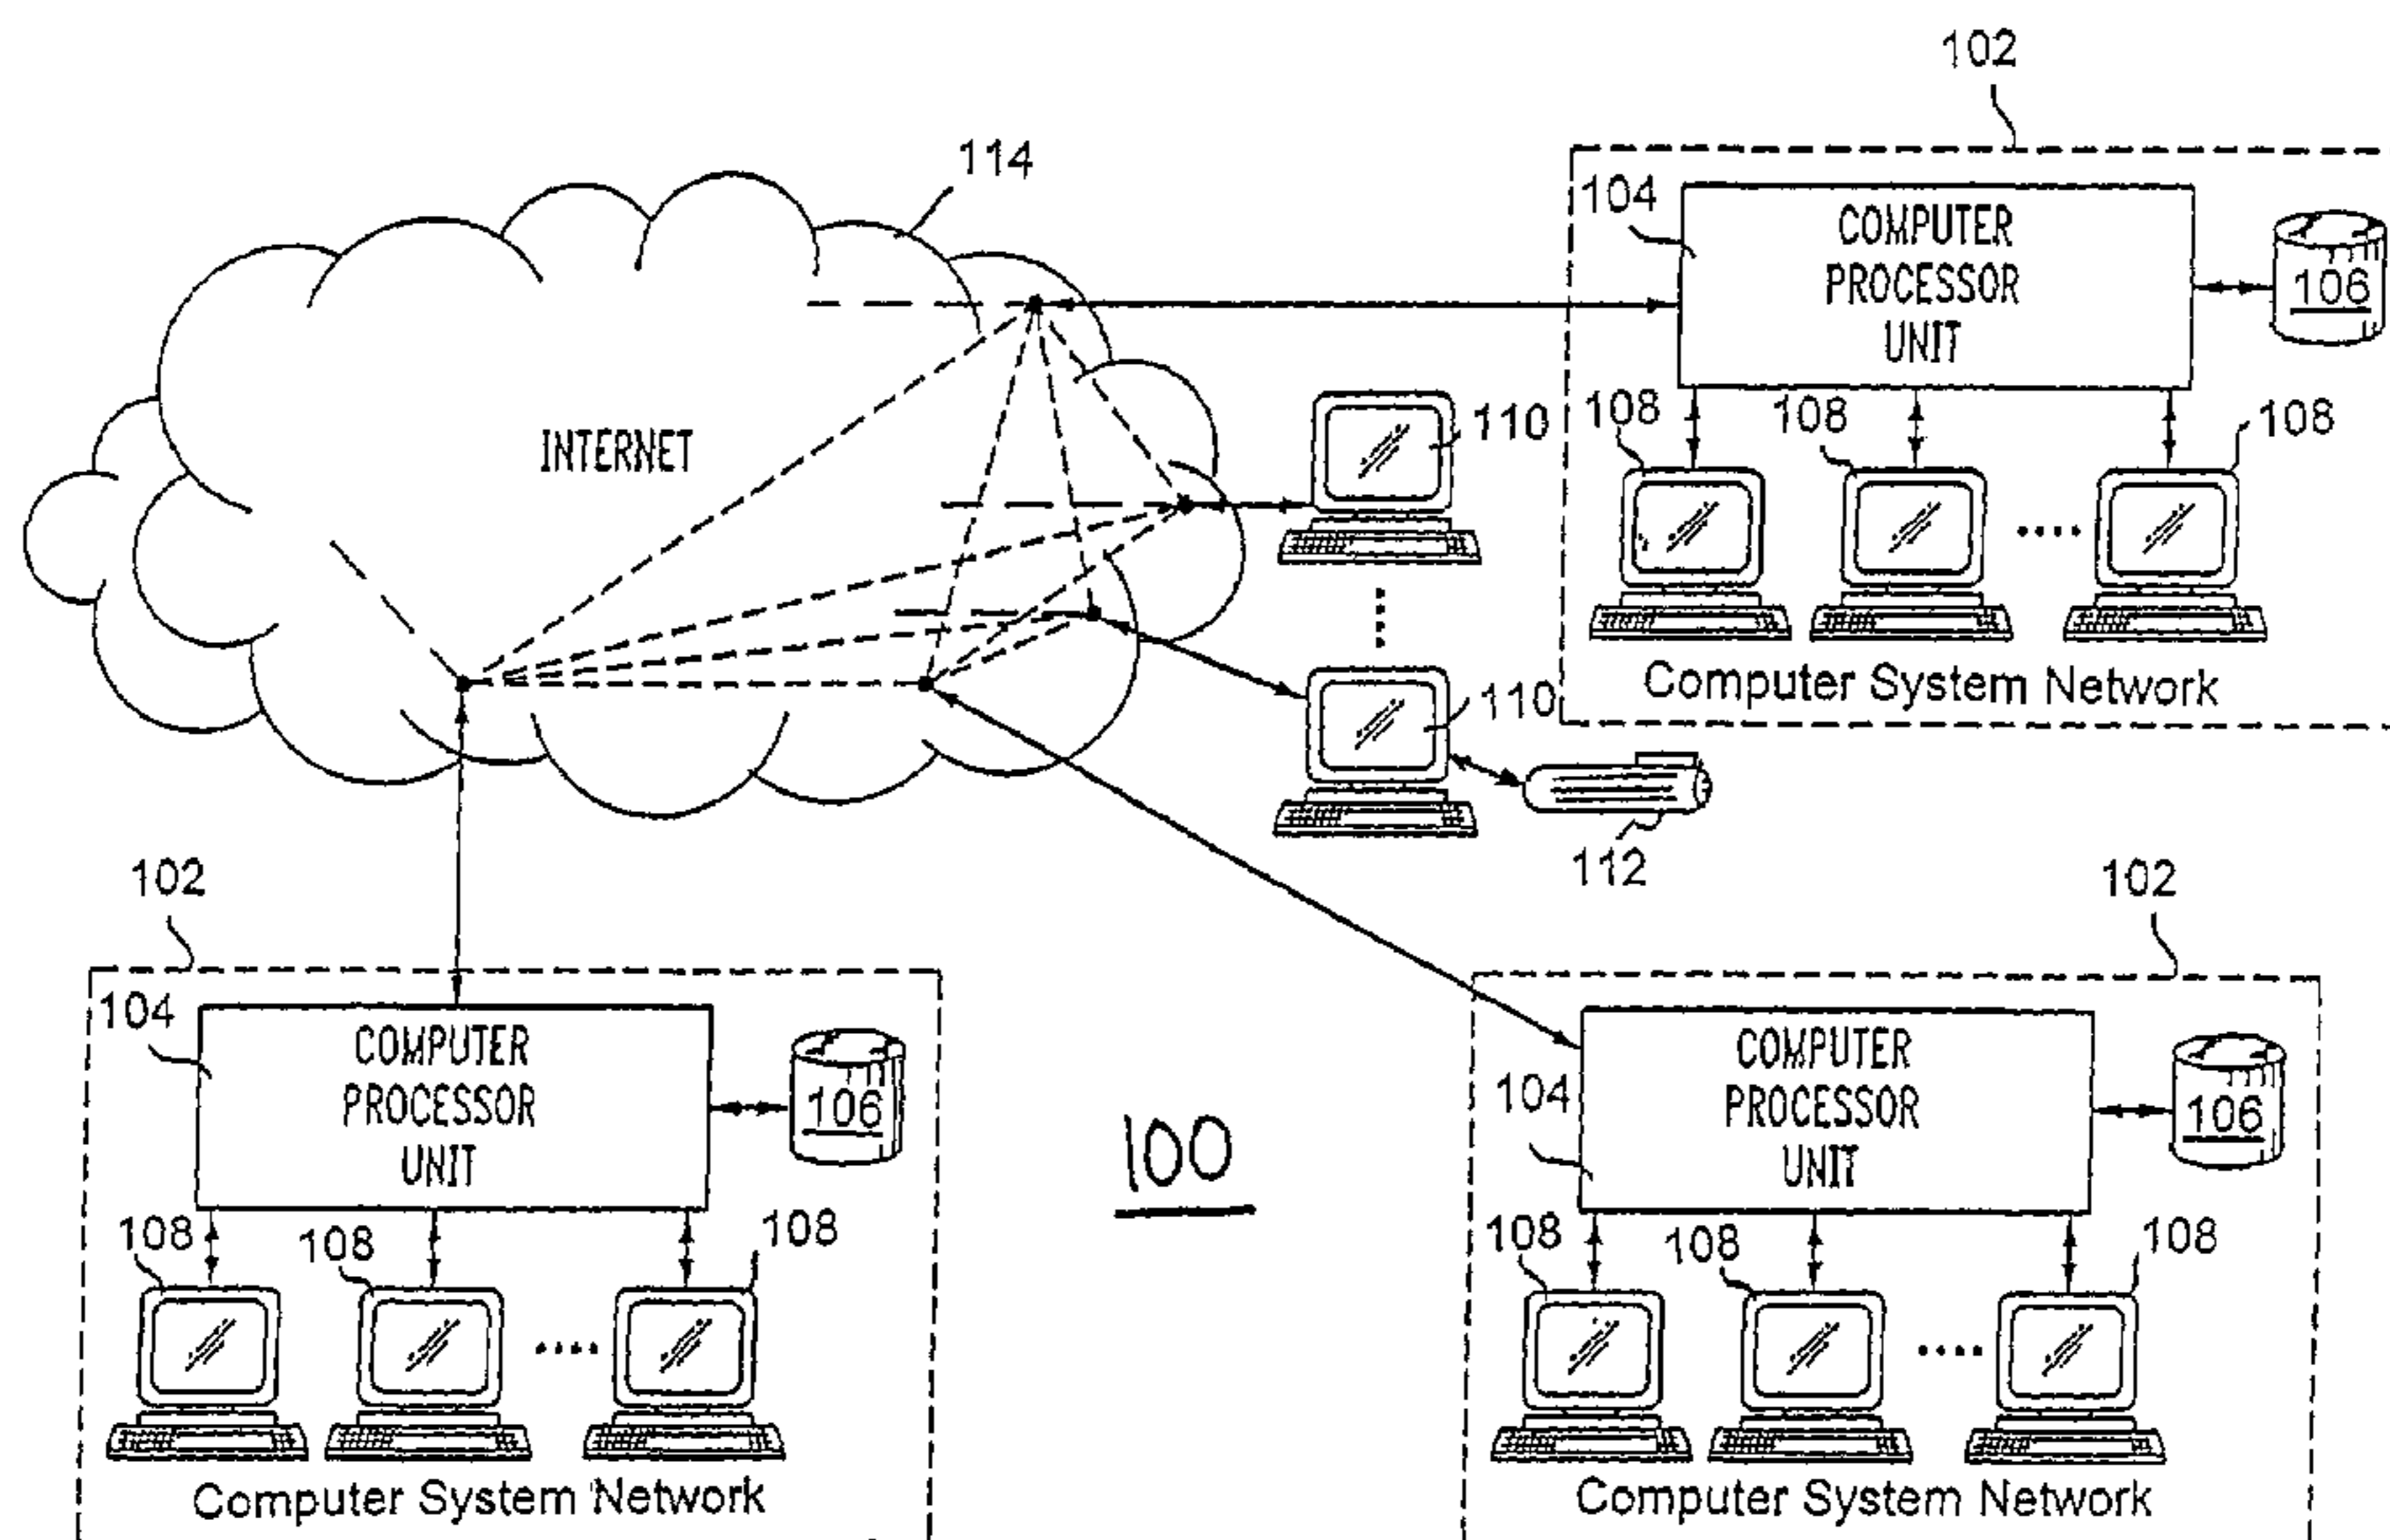 102
114
104
COMPUTER
PROCESSOR
UNIT
106
108
108
108
INTERNET
110
Computer System Network
110
112
102
102
104
COMPUTER
PROCESSOR
UNIT
106
108
108
108
Computer System Network
100
104
COMPUTER
PROCESSOR
UNIT
106
108
108
108
Computer System Network